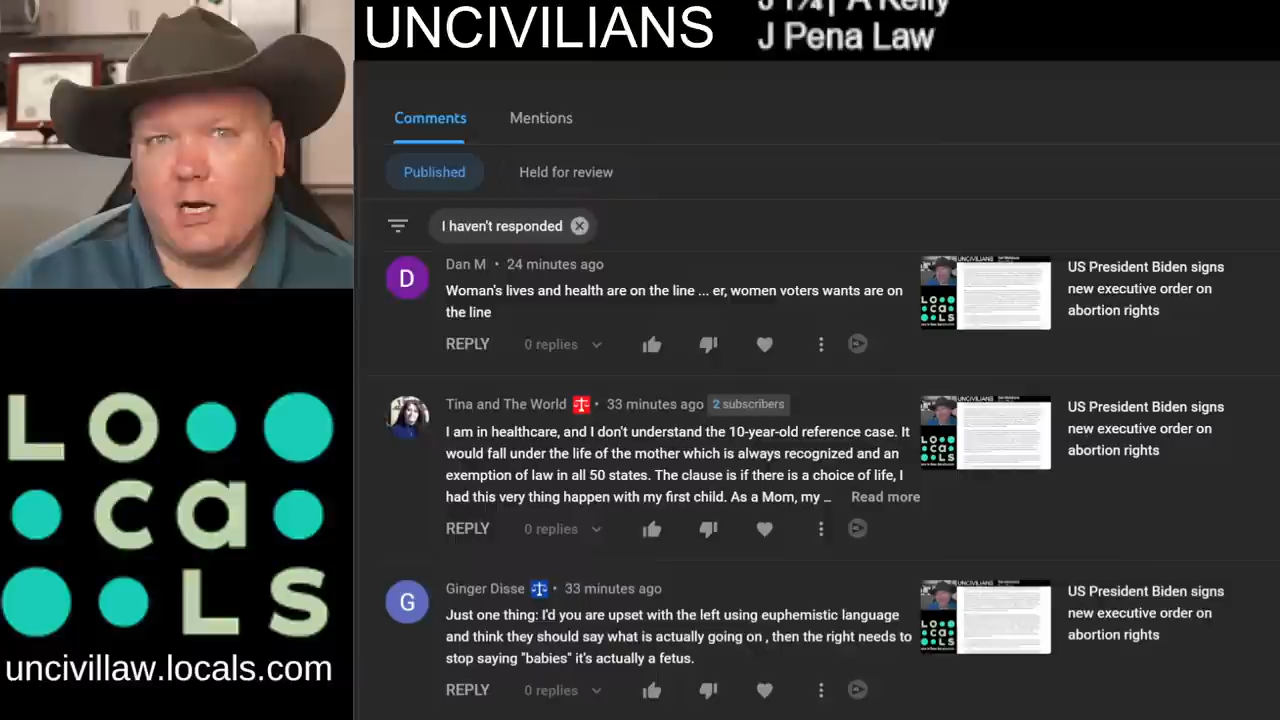 UNCIVILIANS
A Kelly
J Pena Law
Comments
Mentions
Published
Held for review
I haven't responded
D
Dan M • 24 minutes ago
Woman's lives and health are on the line ... er, women voters wants are on
the line
REPLY
0 replies
US President Biden signs
new executive order on
abortion rights
Tina and The World • 33 minutes ago 2 subscribers
I am in healthcare, and I don't understand the 10-year-old reference case. It
would fall under the life of the mother which is always recognized and an
exemption of law in all 50 states. The clause is if there is a choice of life, I
had this very thing happen with my first child. As a Mom, my ... Read more
REPLY
0 replies
US President Biden signs
new executive order on
abortion rights
G
Ginger Disse • 33 minutes ago
Just one thing: I'd you are upset with the left using euphemistic language
and think they should say what is actually going on , then the right needs to
stop saying "babies" it's actually a fetus.
REPLY
0 replies
US President Biden signs
new executive order on
abortion rights
LO
ca
LS
uncivillaw.locals.com